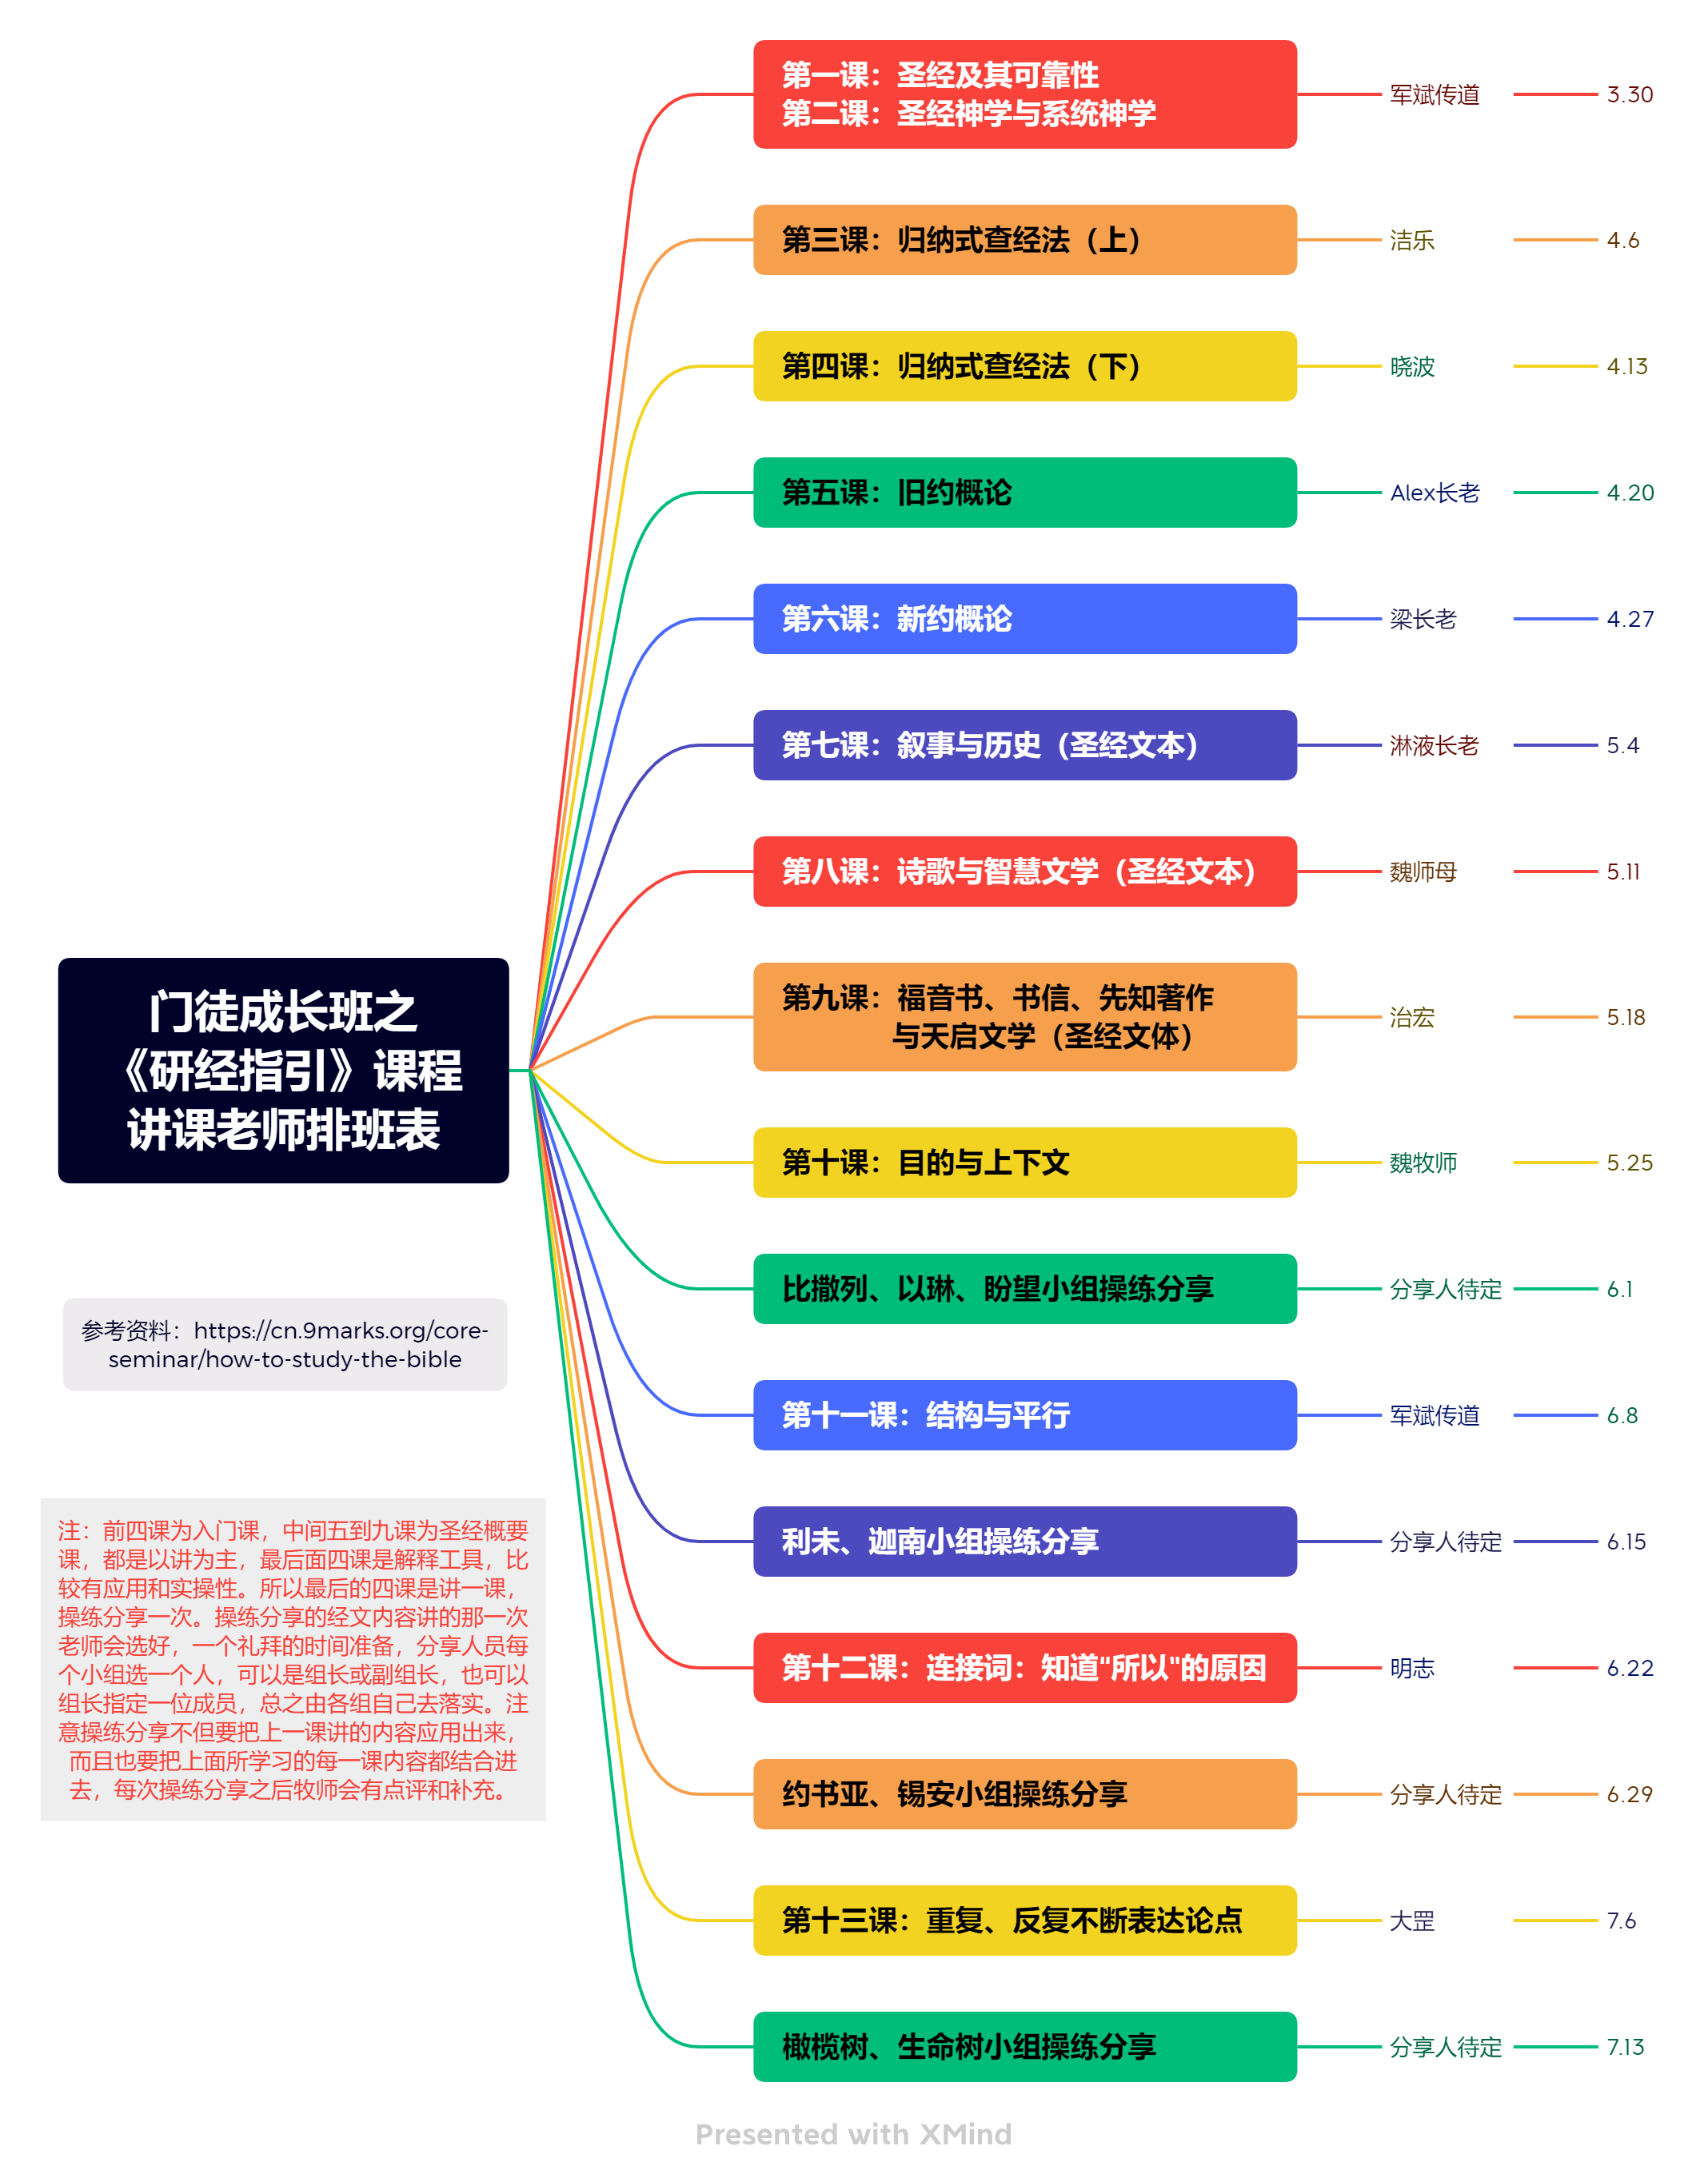 第一课：圣经及其可靠性
第二课：圣经神学与系统神学
军斌传道
3.30
第三课：归纳式查经法（上）
洁乐
4.6
第四课：归纳式查经法（下）
晓波
4.13
第五课：旧约概论
Alex长老
4.20
第六课：新约概论
梁长老
4.27
第七课：叙事与历史（圣经文本）
淋液长老
5.4
第八课：诗歌与智慧文学（圣经文本）
魏师母
5.11
第九课：福音书、书信、先知著作
与天启文学（圣经文体）
治宏
5.18
第十课：目的与上下文
魏牧师
5.25
比撒列、以琳、盼望小组操练分享
分享人待定
6.1
第十一课：结构与平行
军斌传道
6.8
利未、迦南小组操练分享
分享人待定
6.15
第十二课：连接词：知道“所以“的原因
明志
6.22
约书亚、锡安小组操练分享
分享人待定
6.29
第十三课：重复、反复不断表达论点
大罡
7.6
橄榄树、生命树小组操练分享
分享人待定
7.13
门徒成长班之
《研经指引》课程
讲课老师排班表
参考资料：https://cn.9marks.org/core-
seminar/how-to-study-the-bible
注：前四课为入门课，中间五到九课为圣经概要
课，都是以讲为主，最后面四课是解释工具，比
较有应用和实操性。所以最后的四课是讲一课，
操练分享一次。操练分享的经文内容讲的那一次
老师会选好，一个礼拜的时间准备，分享人员每
个小组选一个人，可以是组长或副组长，也可以
组长指定一位成员，总之由各组自己去落实。注
意操练分享不但要把上一课讲的内容应用出来，
而且也要把上面所学习的每一课内容都结合进
去，每次操练分享之后牧师会有点评和补充。
Presented with XMind